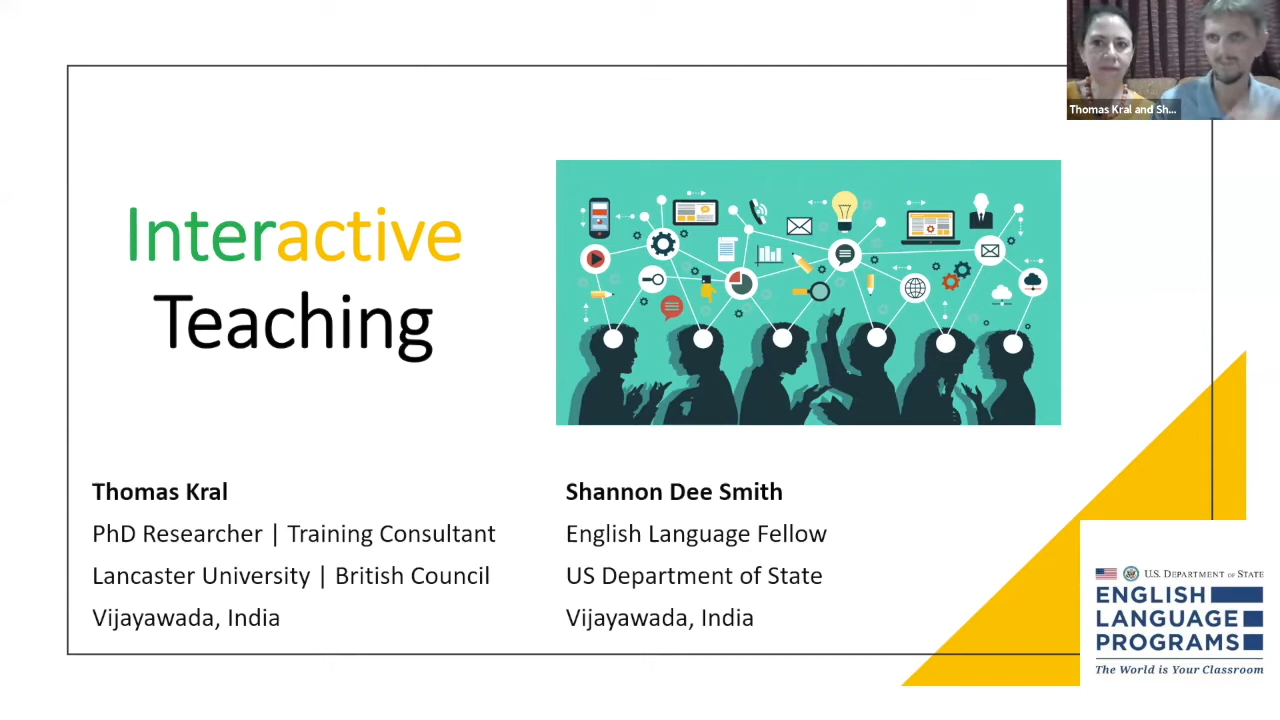 Thomas Kral and Sh...
Interactive
Teaching
Thomas Kral
PhD Researcher | Training Consultant
Lancaster University | British Council
Vijayawada, India
Shannon Dee Smith
English Language Fellow
US Department of State
Vijayawada, India
U.S. DEPARTMENT OF STATE
ENGLISH
LANGUAGE
PROGRAMS
The World is Your Classroom